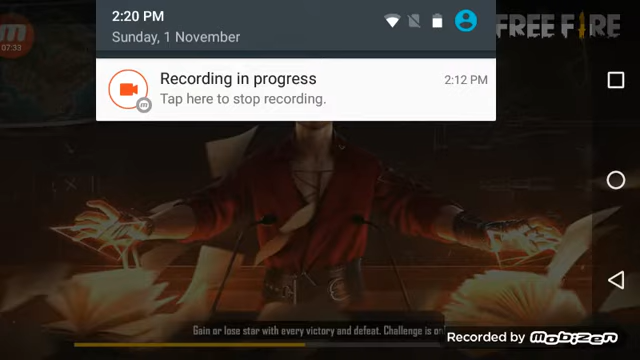 2:20 PM
Sunday, 1 November
FREE FIRE
07:33
Recording in progress
2:12 PM
Tap here to stop recording.
Gain or lose star with every victory and defeat. Challenge is
Recorded by mobizen